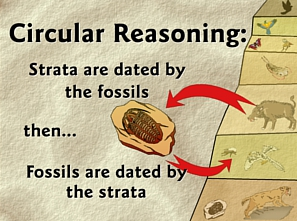 Circular Reasoning:
Strata are dated by
the fossils
then...
Fossils are dated by
the strata